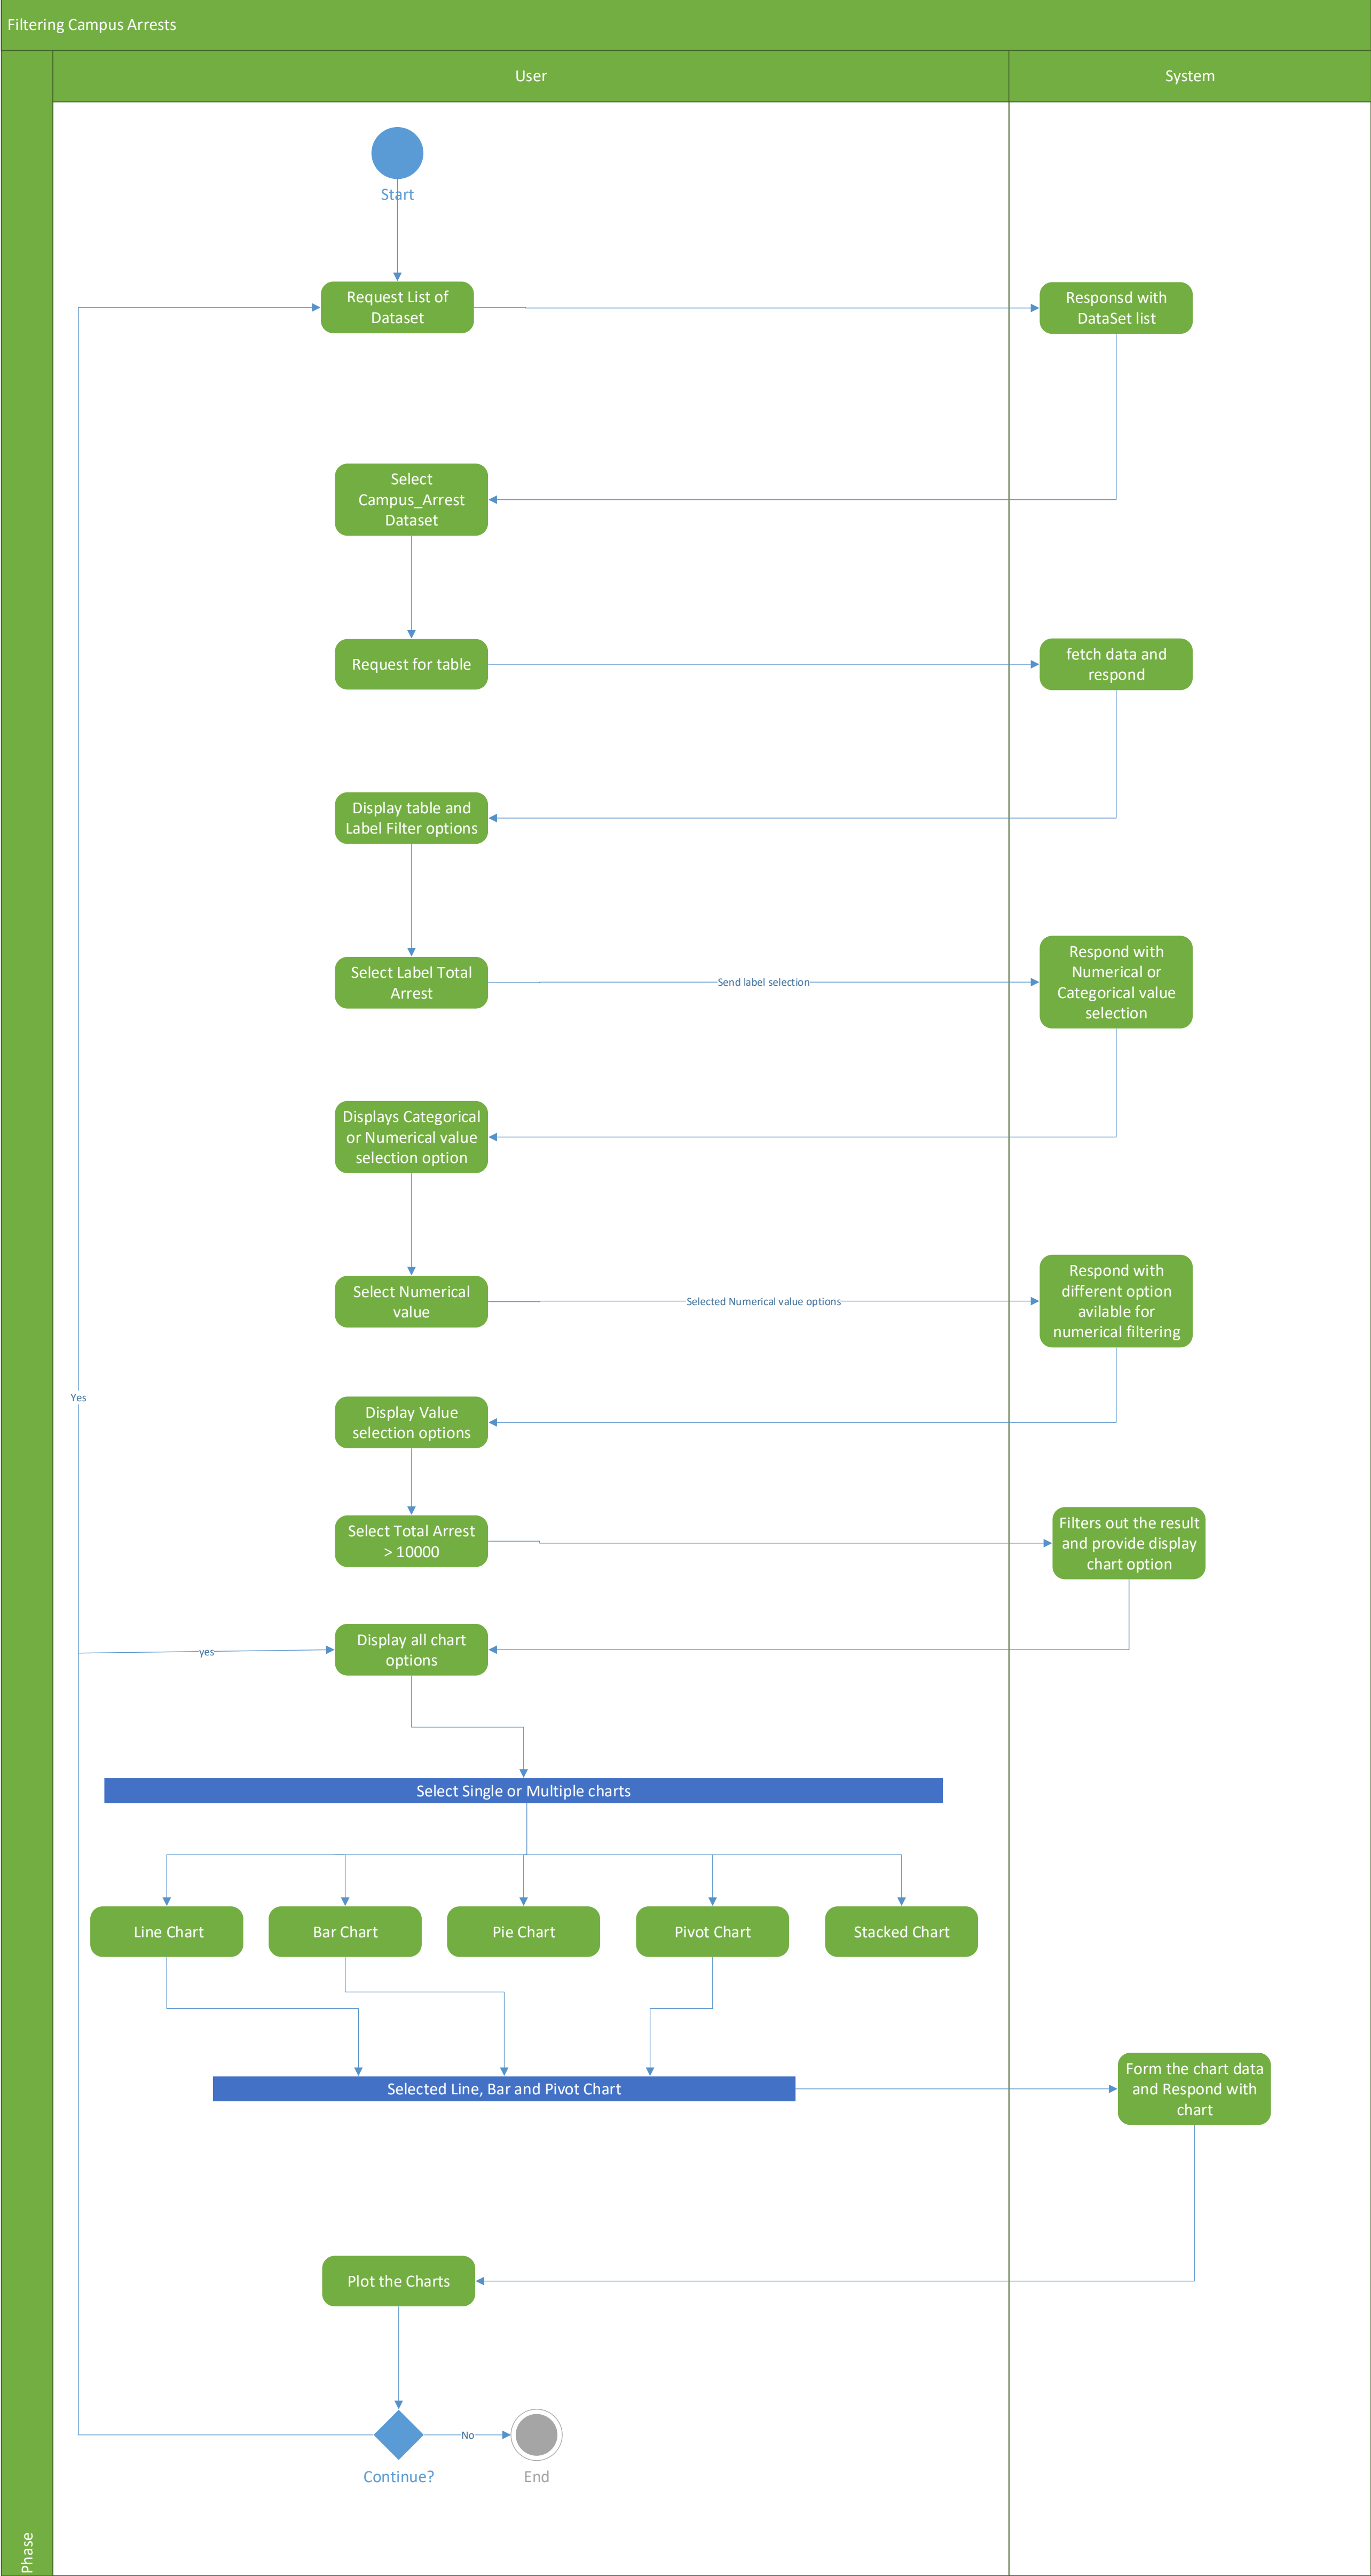 Filtering Campus Arrests
User
System
Start
Request List of
Dataset
Responsd with
DataSet list
Select
Campus_Arrest
Dataset
Request for table
fetch data and
respond
Display table and
Label Filter options
Select Label Total
Arrest
Send label selection
Respond with
Numerical or
Categorical value
selection
Displays Categorical
or Numerical value
selection option
Select Numerical
value
Selected Numerical value options
Respond with
different option
avilable for
numerical filtering
Yes
Display Value
selection options
Select Total Arrest
> 10000
Filters out the result
and provide display
chart option
yes
Display all chart
options
Select Single or Multiple charts
Line Chart
Bar Chart
Pie Chart
Pivot Chart
Stacked Chart
Selected Line, Bar and Pivot Chart
Form the chart data
and Respond with
chart
Plot the Charts
No
Continue?
End
Phase